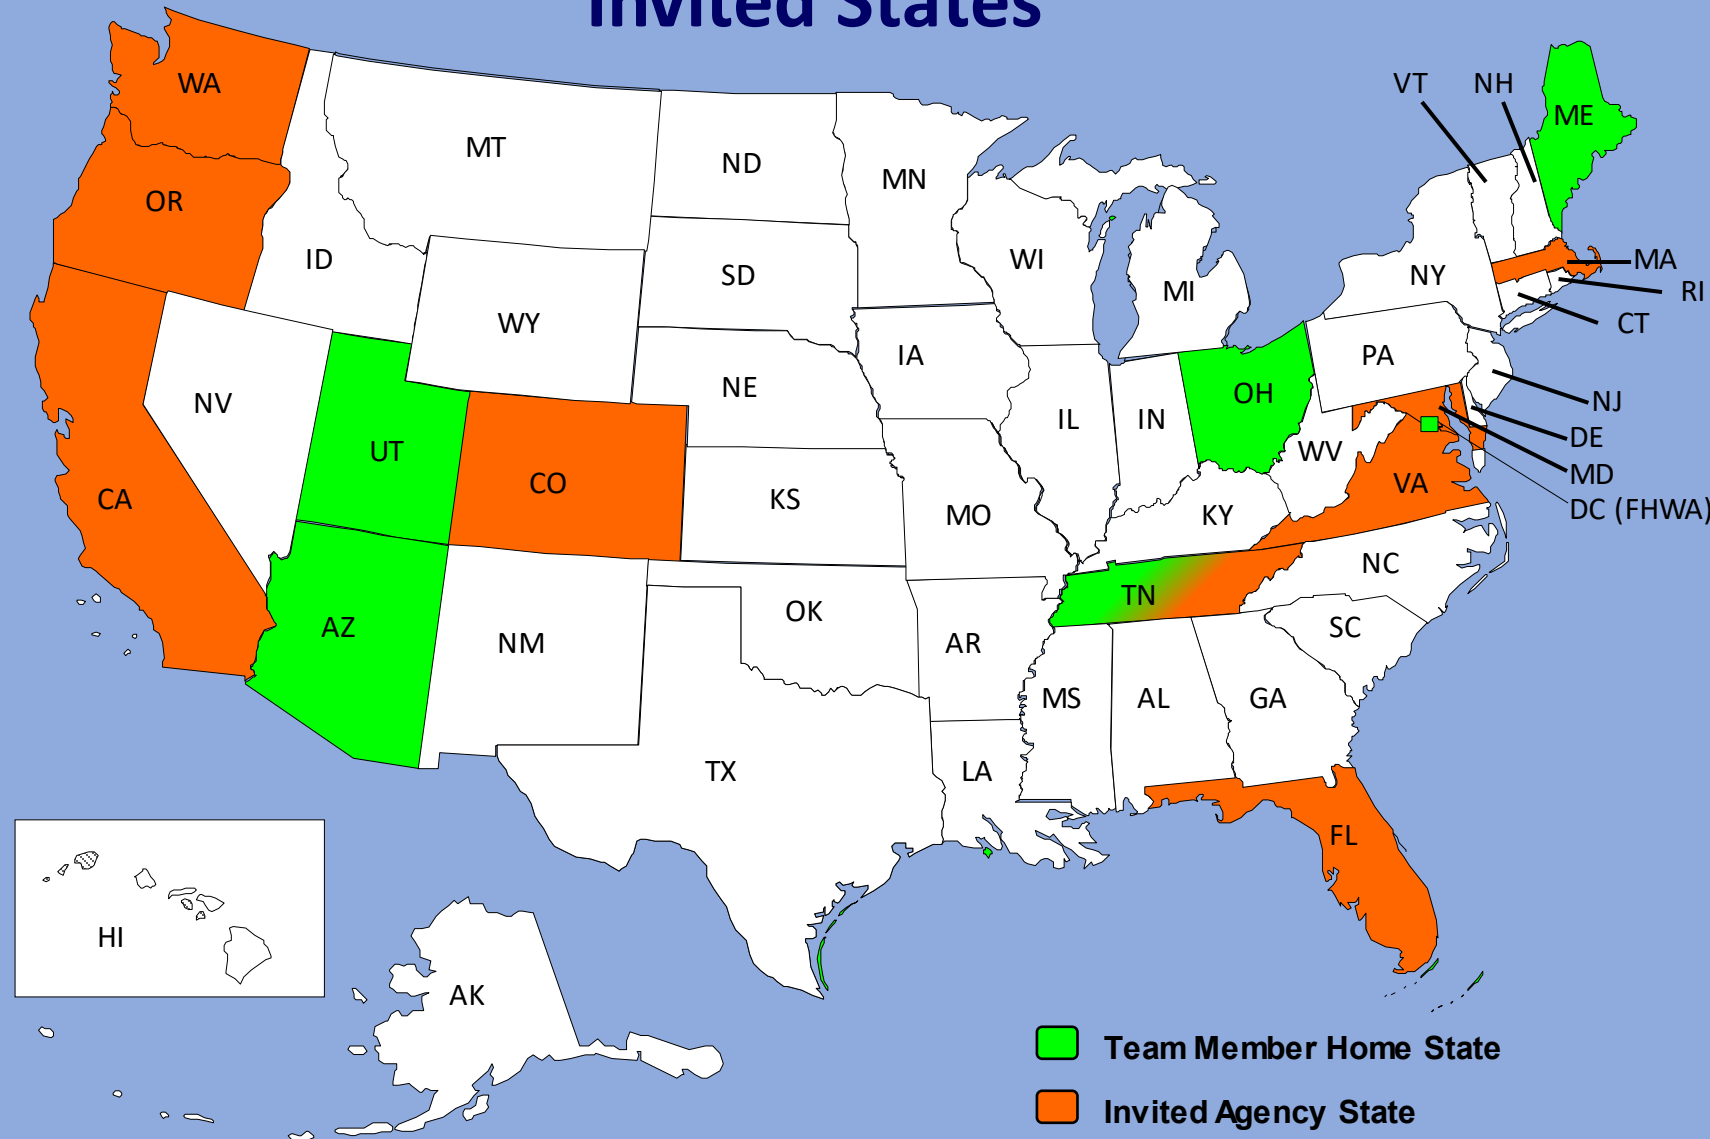 Invited States
WA
VT
NH
ME
MT
ND
MN
OR
ID
SD
WI
MI
NY
MA
RI
CT
WY
IA
PA
NE
NV
OH
NJ
DE
MD
DC (FHWA)
UT
CO
CA
KS
MO
IL
IN
WV
VA
KY
NC
TN
AZ
NM
OK
AR
SC
MS
AL
GA
TX
LA
FL
HI
AK
Team Member Home State
Invited Agency State